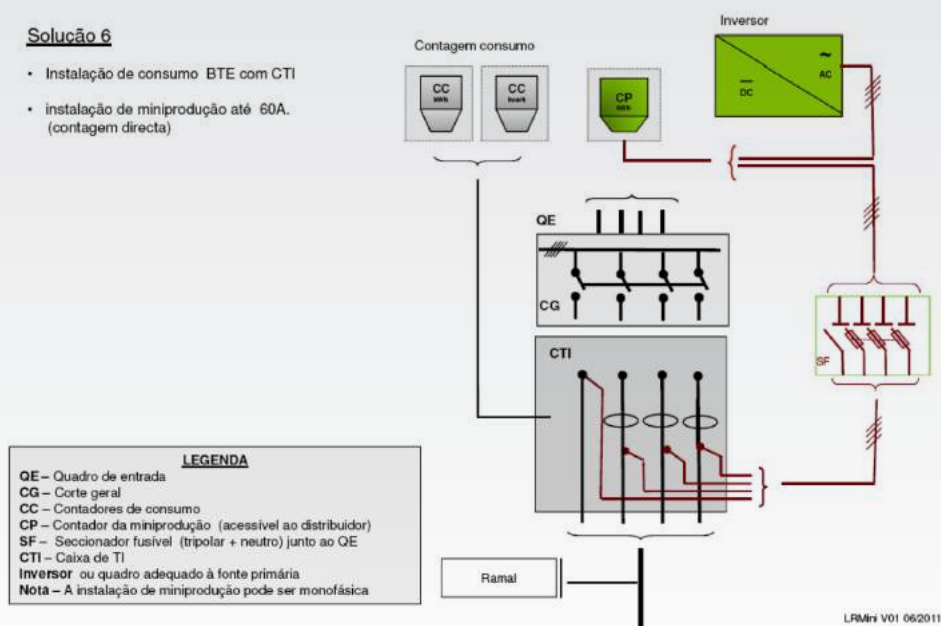 Solução 6
• Instalação de consumo BTE com CTI
• instalação de miniprodução até 60A.
(contagem directa)
Contagem consumo
CC
kWh
CC
kvarh
CP
kWh
Inversor
~
AC
DC
QE
CG
CTI
SF
Ramal
LEGENDA
QE – Quadro de entrada
CG – Corte geral
CC – Contadores de consumo
CP – Contador da miniprodução (acessível ao distribuidor)
SF – Seccionador fusível (tripolar + neutro) junto ao QE
CTI – Caixa de TI
Inversor ou quadro adequado à fonte primária
Nota – A instalação de miniprodução pode ser monofásica
LRMini V01 06/2011